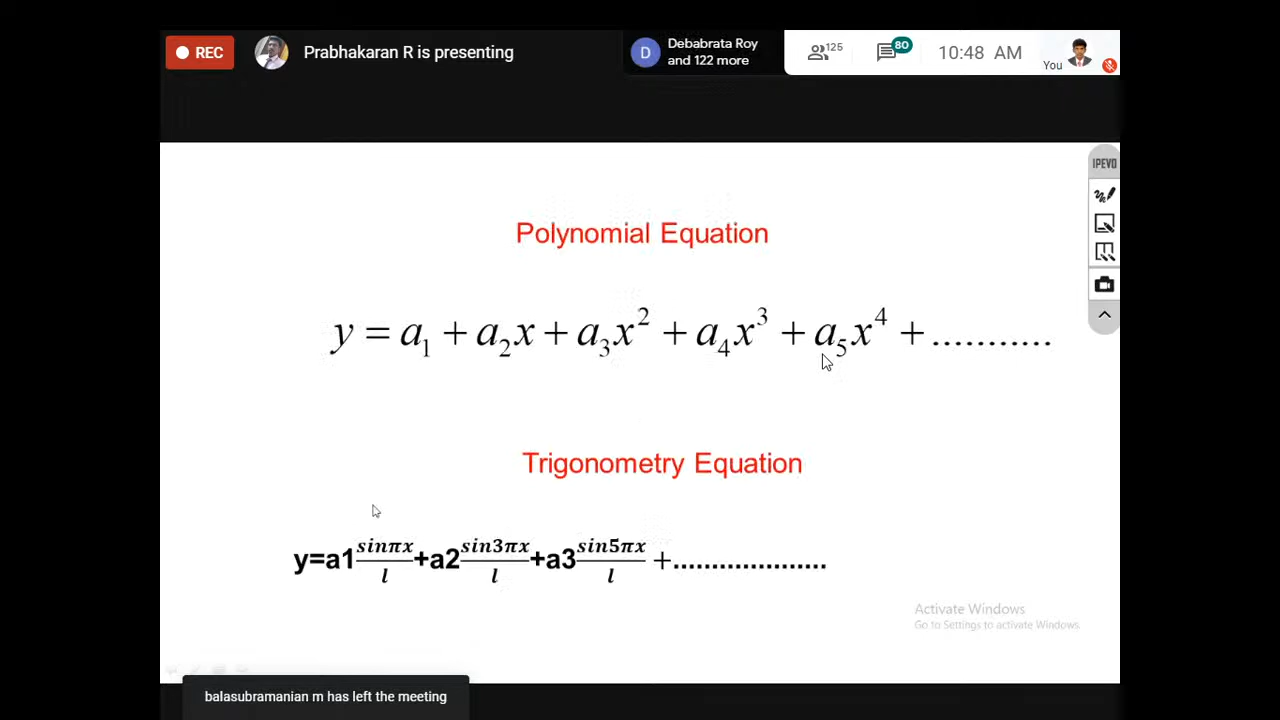 REC
Prabhakaran R is presenting
D
Debabrata Roy
and 122 more
125
80
10:48 AM
You
IPEVO
Polynomial Equation
y = a₁ + a₂x + a₃x² + a₄x³ + a₅x⁴ + ...........
Trigonometry Equation
y=a1 sinπx/l +a2 sin3πx/l +a3 sin5πx/l +....................
Activate Windows
Go to Settings to activate Windows.
balasubramanian m has left the meeting